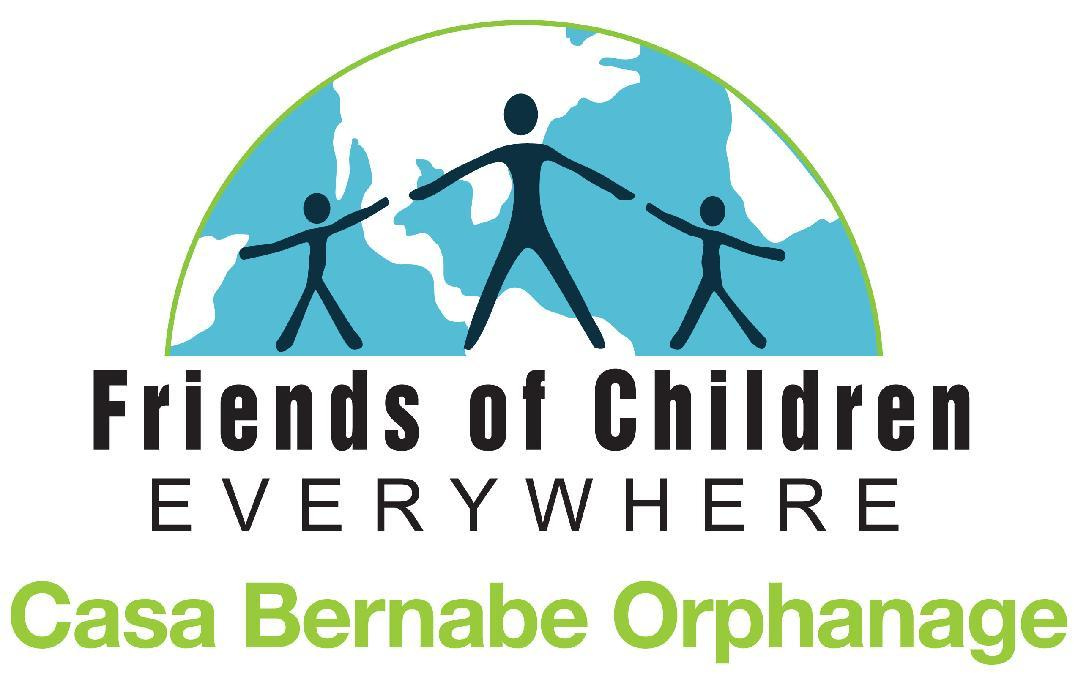 Friends of Children
EVERYWHERE
Casa Bernabe Orphanage